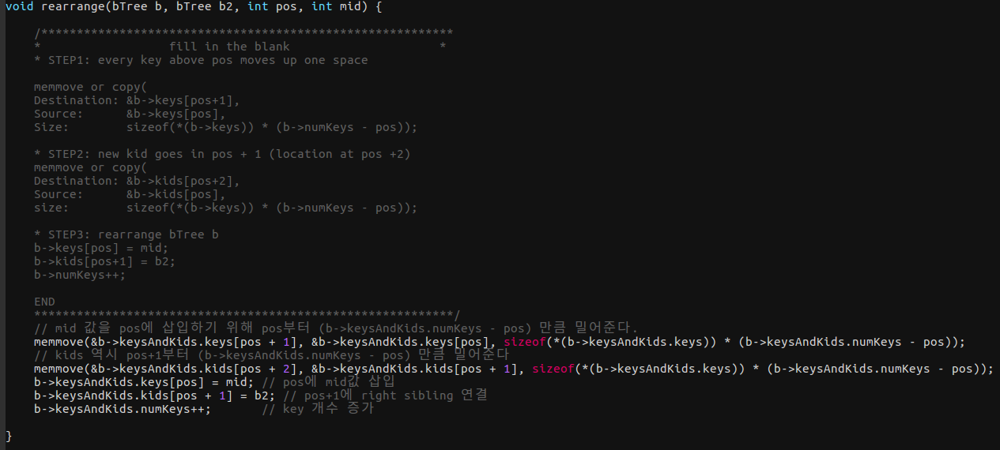 void rearrange(bTree b, bTree b2, int pos, int mid) {
/**********************************************************
* fill in the blank *
* STEP1: every key above pos moves up one space
memmove or copy(
Destination: &b->keys[pos+1],
Source: &b->keys[pos],
Size: sizeof(*(b->keys)) * (b->numKeys - pos));
* STEP2: new kid goes in pos + 1 (location at pos +2)
memmove or copy(
Destination: &b->kids[pos+2],
Source: &b->kids[pos],
size: sizeof(*(b->keys)) * (b->numKeys - pos));
* STEP3: rearrange bTree b
b->keys[pos] = mid;
b->kids[pos+1] = b2;
b->numKeys++;
END
***********************************************************/
// mid 값을 pos에 삽입하기 위해 pos부터 (b->keysAndKids.numKeys - pos) 만큼 밀어준다.
memmove(&b->keysAndKids.keys[pos + 1], &b->keysAndKids.keys[pos], sizeof(*(b->keysAndKids.keys)) * (b->keysAndKids.numKeys - pos));
// kids 역시 pos+1부터 (b->keysAndKids.numKeys - pos) 만큼 밀어준다
memmove(&b->keysAndKids.kids[pos + 2], &b->keysAndKids.kids[pos + 1], sizeof(*(b->keysAndKids.keys)) * (b->keysAndKids.numKeys - pos));
b->keysAndKids.keys[pos] = mid; // pos에 mid값 삽입
b->keysAndKids.kids[pos + 1] = b2; // pos+1에 right sibling 연결
b->keysAndKids.numKeys++; // key 개수 증가
}